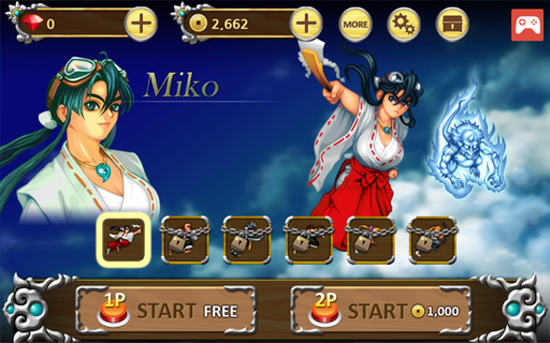 0
2,662
MORE
Miko
1P START FREE
2P START 1,000